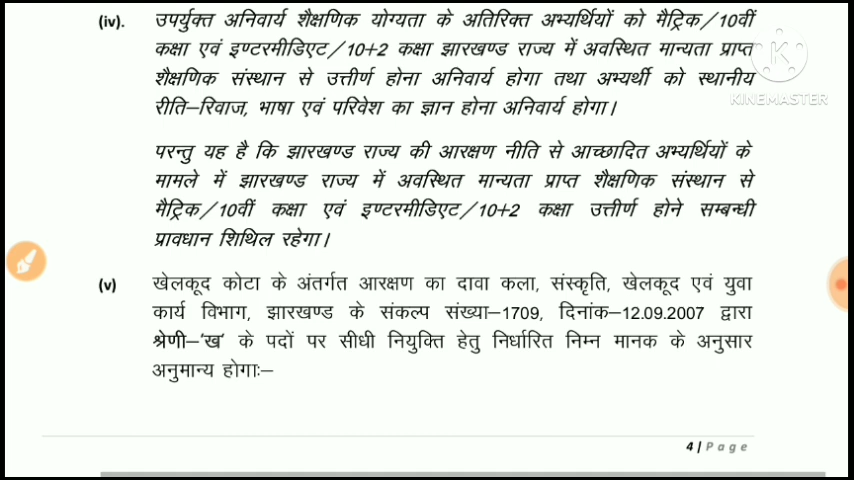 (iv). उपर्युक्त अनिवार्य शैक्षणिक योग्यता के अतिरिक्त अभ्यर्थियों को मैट्रिक/10वीं
कक्षा एवं इण्टरमीडिएट/10+2 कक्षा झारखण्ड राज्य में अवस्थित मान्यता प्राप्त
शैक्षणिक संस्थान से उत्तीर्ण होना अनिवार्य होगा तथा अभ्यर्थी को स्थानीय
रीति–रिवाज, भाषा एवं परिवेश का ज्ञान होना अनिवार्य होगा।
KINEMASTER
परन्तु यह है कि झारखण्ड राज्य की आरक्षण नीति से आच्छादित अभ्यर्थियों के
मामले में झारखण्ड राज्य में अवस्थित मान्यता प्राप्त शैक्षणिक संस्थान से
मैट्रिक/10वीं कक्षा एवं इण्टरमीडिएट/10+2 कक्षा उत्तीर्ण होने सम्बन्धी
प्रावधान शिथिल रहेगा।
(v) खेलकूद कोटा के अंतर्गत आरक्षण का दावा कला, संस्कृति, खेलकूद एवं युवा
कार्य विभाग, झारखण्ड के संकल्प संख्या–1709, दिनांक–12.09.2007 द्वारा
श्रेणी–'ख' के पदों पर सीधी नियुक्ति हेतु निर्धारित निम्न मानक के अनुसार
अनुमान्य होगाः–
4 | Page